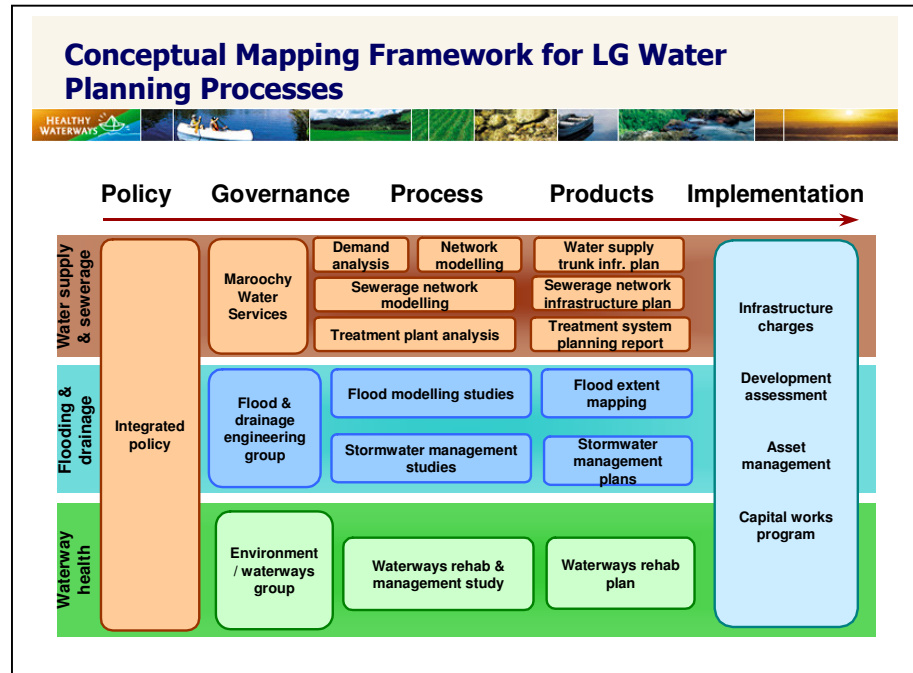 Conceptual Mapping Framework for LG Water
Planning Processes
HEALTHY
WATERWAYS
Policy Governance Process Products Implementation
Water supply
& sewerage
Flooding &
drainage
Waterway
health
Integrated
policy
Maroochy
Water
Services
Demand
analysis
Network
modelling
Sewerage network
modelling
Treatment plant analysis
Water supply
trunk infr. plan
Sewerage network
infrastructure plan
Treatment system
planning report
Flood &
drainage
engineering
group
Flood modelling studies
Stormwater management
studies
Flood extent
mapping
Stormwater
management
plans
Environment
/ waterways
group
Waterways rehab &
management study
Waterways rehab
plan
Infrastructure
charges
Development
assessment
Asset
management
Capital works
program